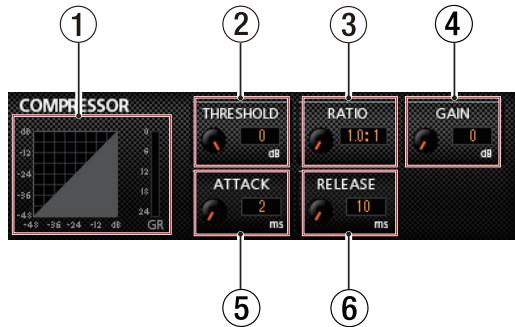 1 2 3 4
COMPRESSOR
THRESHOLD RATIO GAIN
dB 0 0 1.0:1 0
-12 6 dB dB
-24 12
-36 18 ATTACK RELEASE
-48 24 2 10
-48 -36 -24 -12 dB GR ms ms
5 6